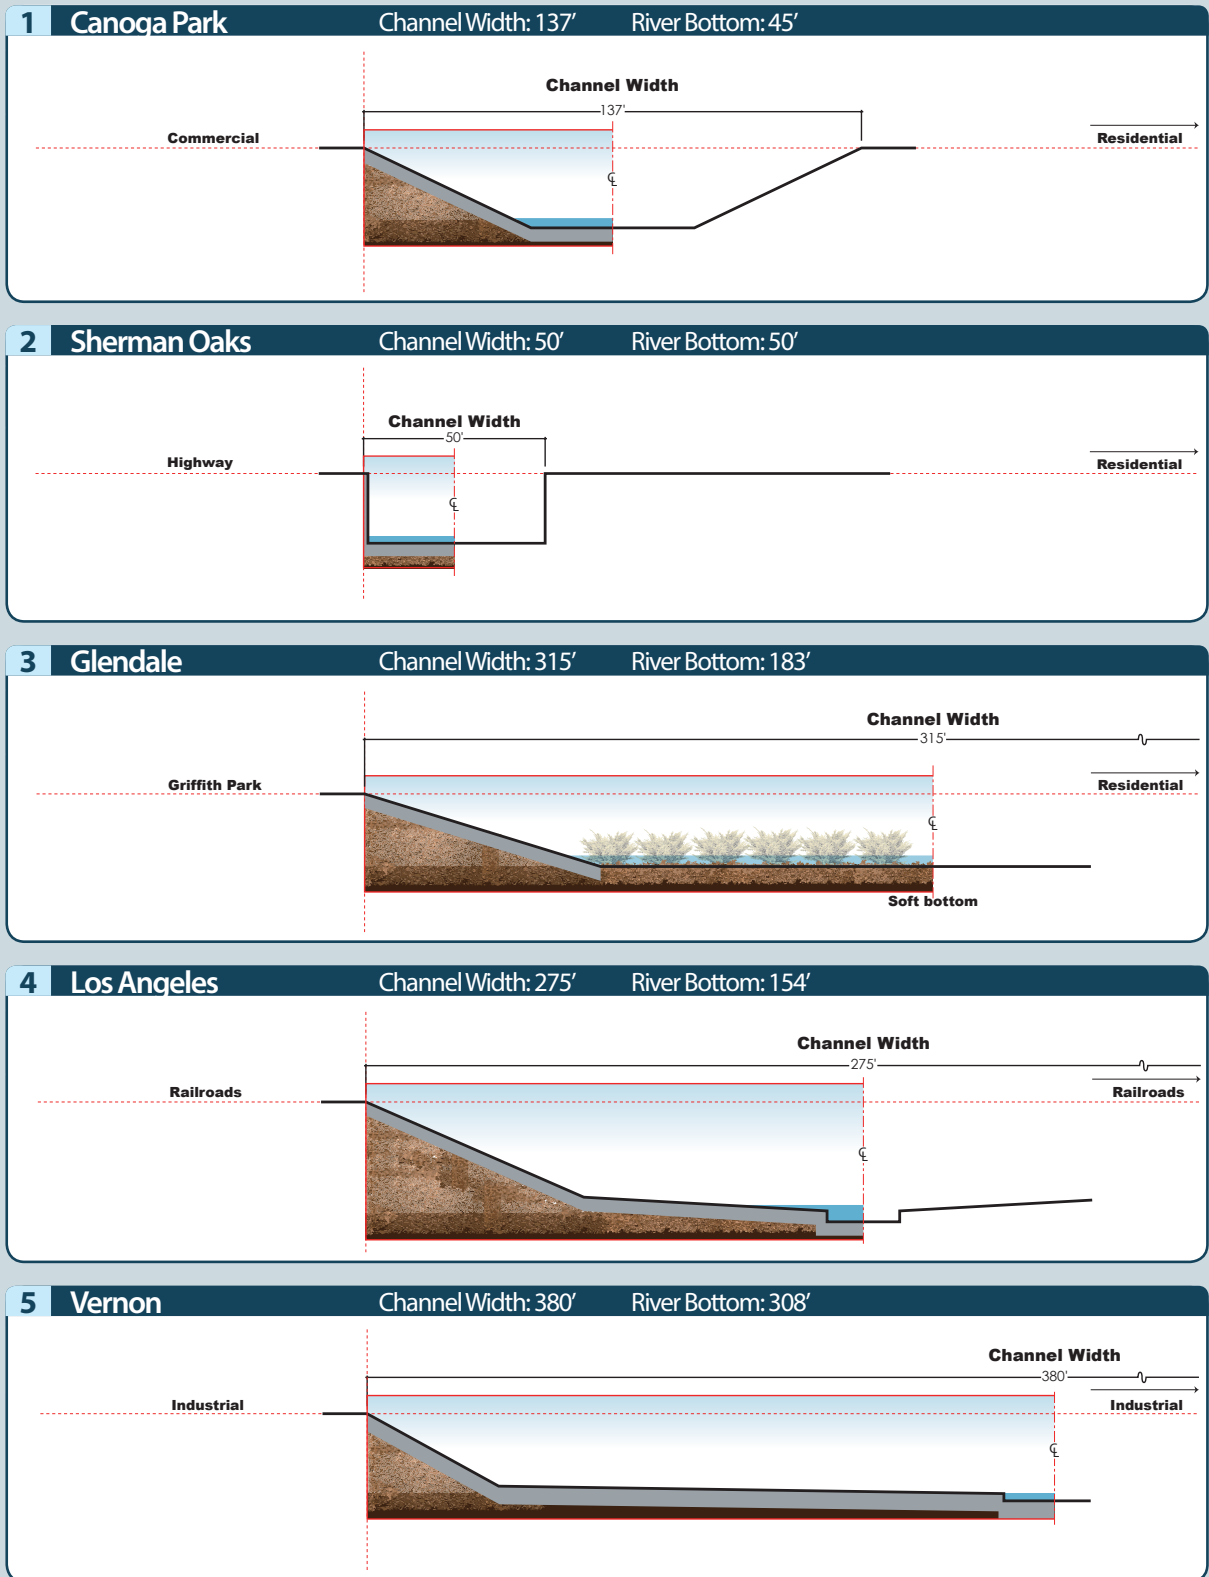 1 Canoga Park Channel Width: 137′ River Bottom: 45′
Channel Width
137'
Commercial
Residential
℄
2 Sherman Oaks Channel Width: 50′ River Bottom: 50′
Channel Width
50'
Highway
Residential
℄
3 Glendale Channel Width: 315′ River Bottom: 183′
Channel Width
315'
Griffith Park
Residential
℄
Soft bottom
4 Los Angeles Channel Width: 275′ River Bottom: 154′
Channel Width
275'
Railroads
Railroads
℄
5 Vernon Channel Width: 380′ River Bottom: 308′
Channel Width
380'
Industrial
Industrial
℄